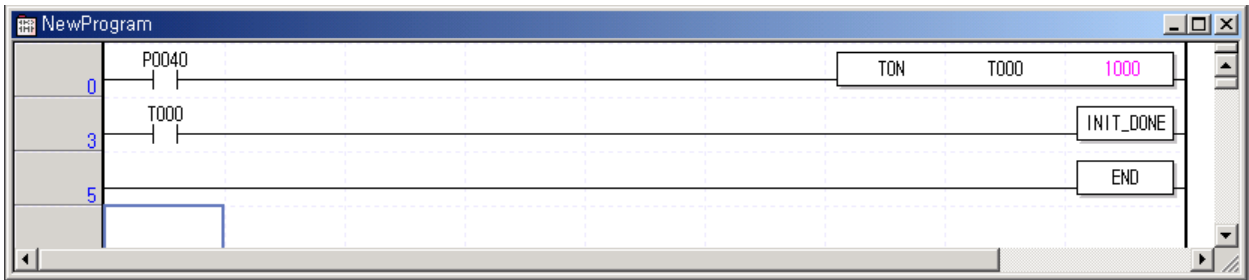 NewProgram
P0040
0
TON T000 1000
T000
3
INIT_DONE
END
5